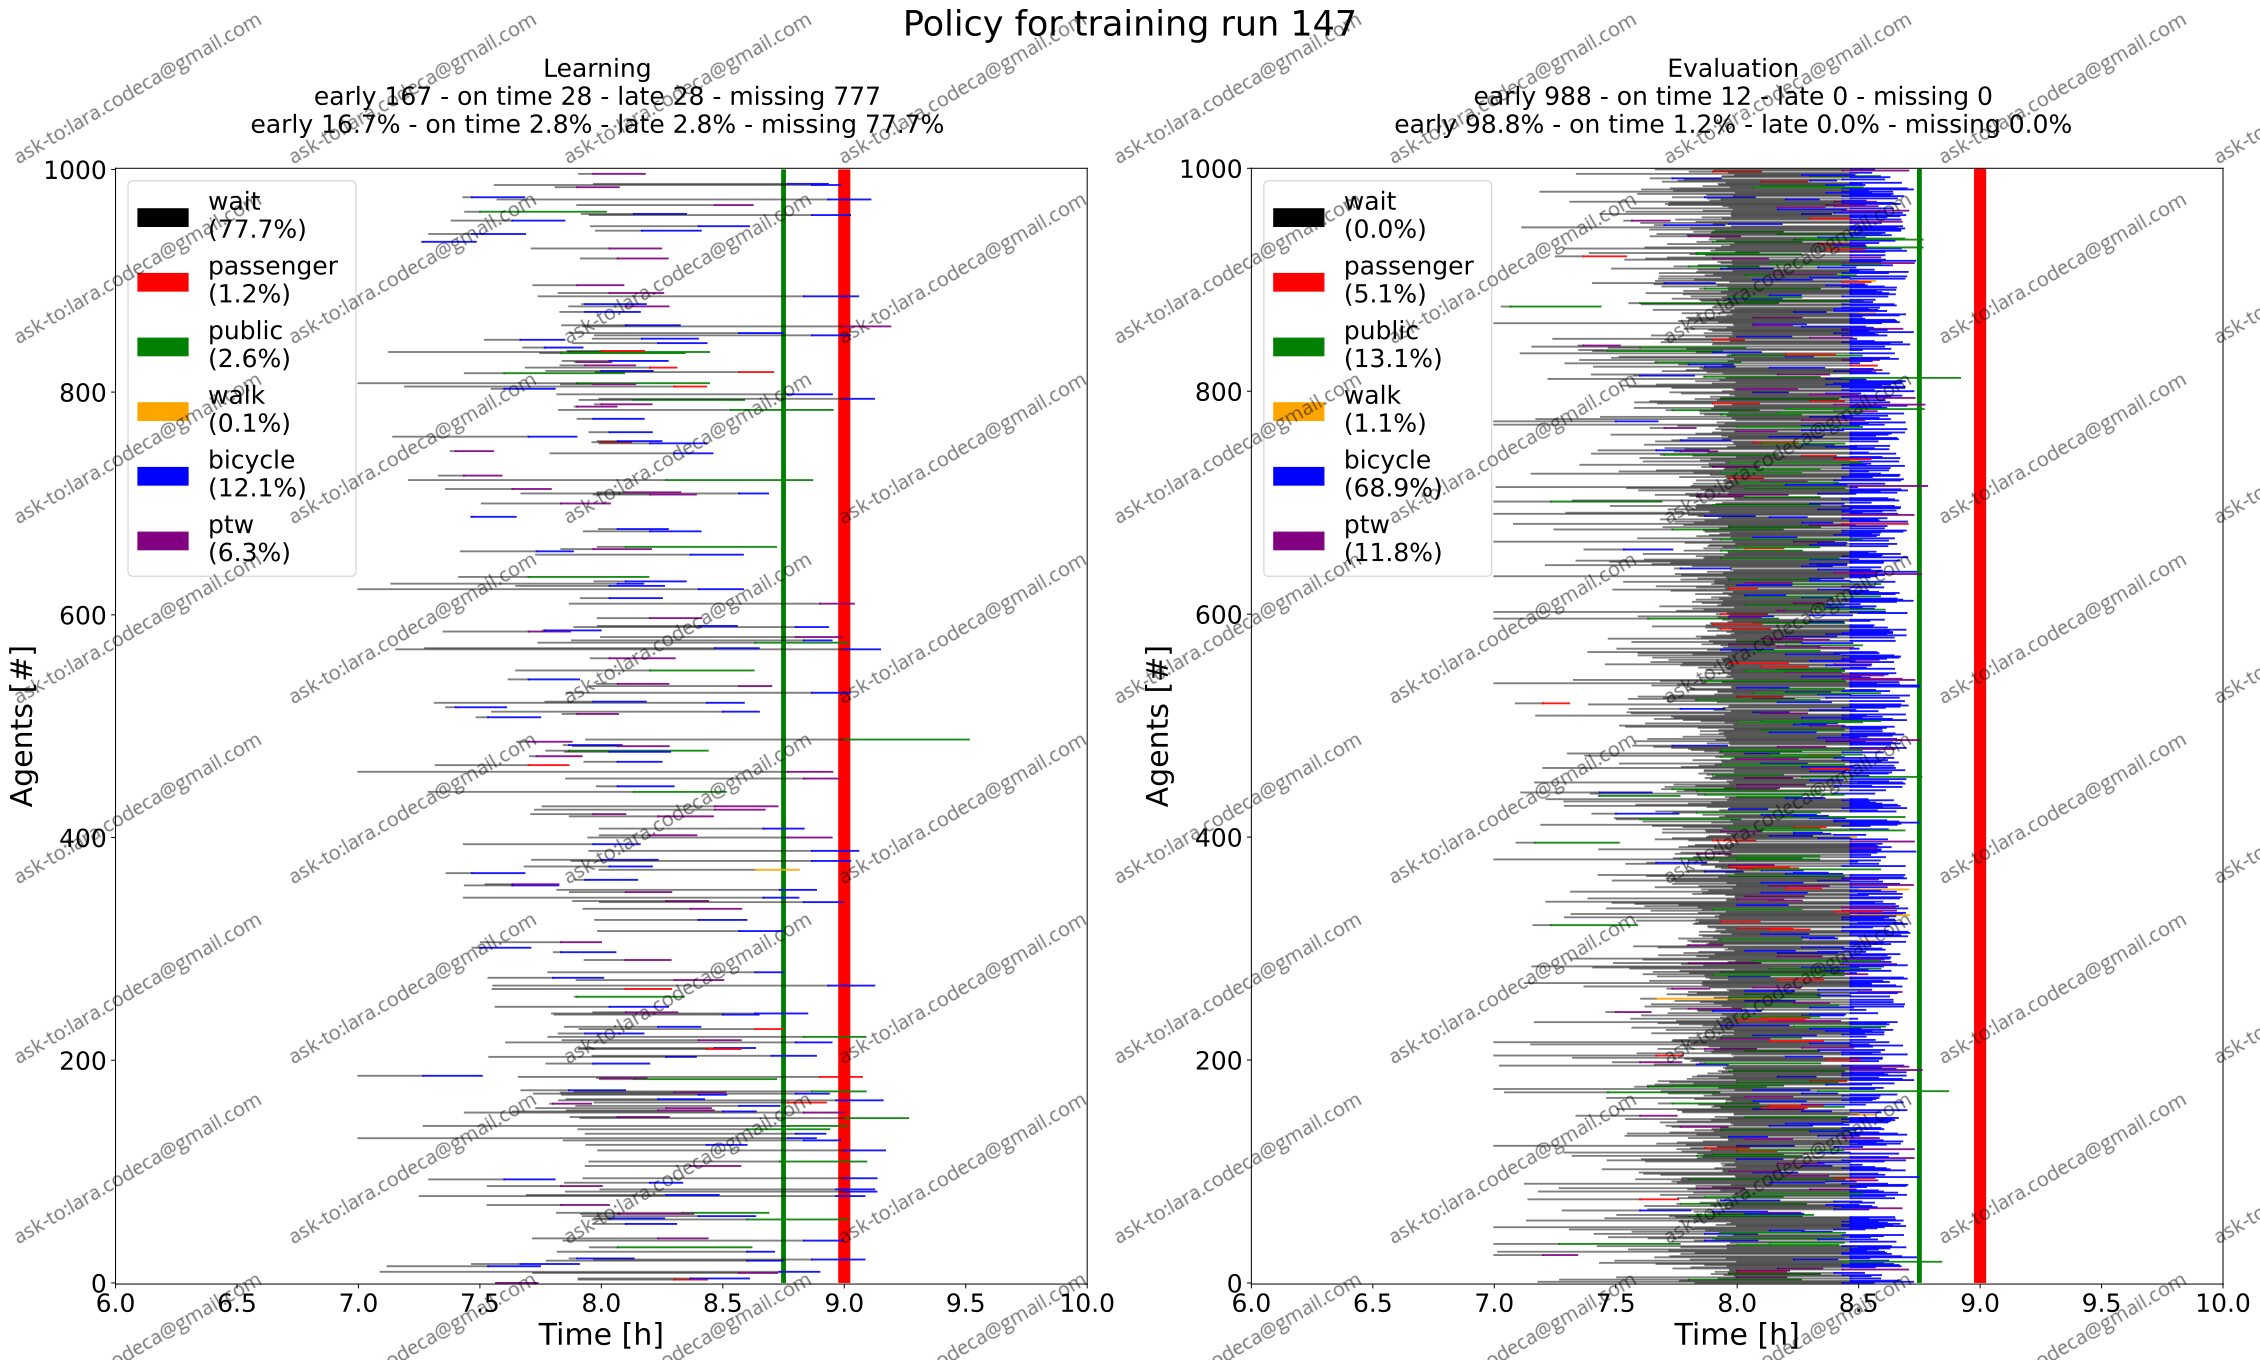 Policy for training run 147
Learning
early 167 - on time 28 - late 28 - missing 777
early 16.7% - on time 2.8% - late 2.8% - missing 77.7%
wait
(77.7%)
passenger
(1.2%)
public
(2.6%)
walk
(0.1%)
bicycle
(12.1%)
ptw
(6.3%)
1000
800
600
400
200
0
Agents [#]
6.0 6.5 7.0 7.5 8.0 8.5 9.0 9.5 10.0
Time [h]
Evaluation
early 988 - on time 12 - late 0 - missing 0
early 98.8% - on time 1.2% - late 0.0% - missing 0.0%
wait
(0.0%)
passenger
(5.1%)
public
(13.1%)
walk
(1.1%)
bicycle
(68.9%)
ptw
(11.8%)
1000
800
600
400
200
0
Agents [#]
6.0 6.5 7.0 7.5 8.0 8.5 9.0 9.5 10.0
Time [h]
ask-to:lara.codeca@gmail.com